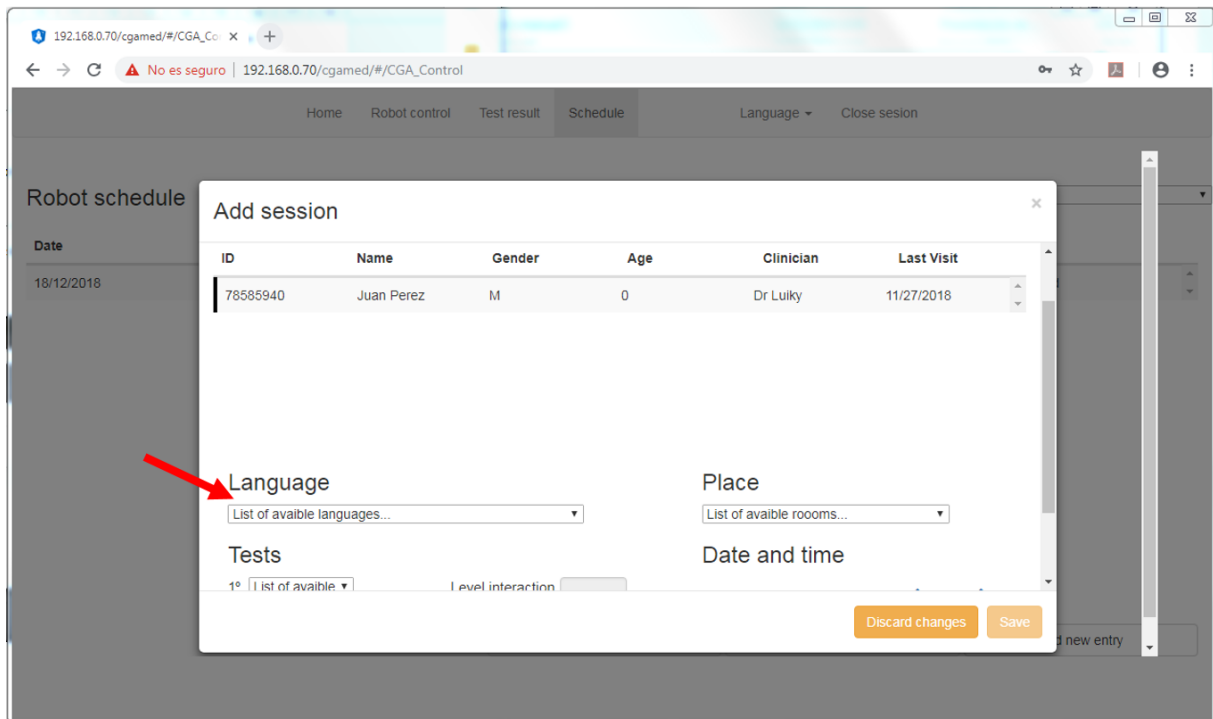 192.168.0.70/cgamed/#/CGA_Co
No es seguro 192.168.0.70/cgamed/#/CGA_Control
Home Robot control Test result Schedule Language Close sesion
Robot schedule
Add session
Date
ID Name Gender Age Clinician Last Visit
18/12/2018
78585940 Juan Perez M 0 Dr Luiky 11/27/2018
Language Place
List of avaible languages... List of avaible roooms...
Tests Date and time
1º List of avaible Level interaction
Discard changes Save
new entry